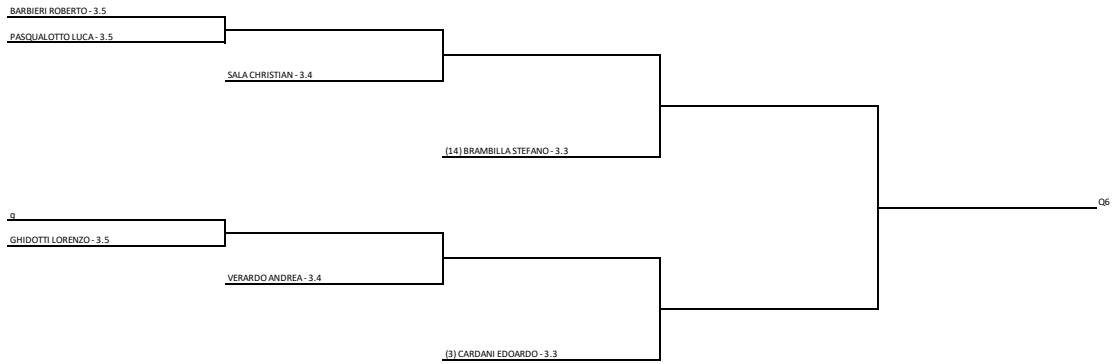 BARBIERI ROBERTO - 3.5
PASQUALOTTO LUCA - 3.5
SALA CHRISTIAN - 3.4
(14) BRAMBILLA STEFANO - 3.3
q
Q6
GHIDOTTI LORENZO - 3.5
VERARDO ANDREA - 3.4
(3) CARDANI EDOARDO - 3.3